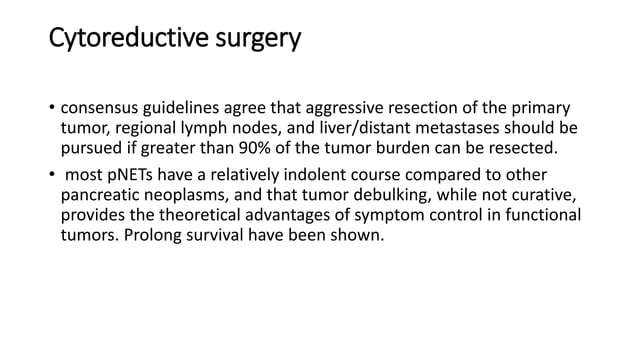 Cytoreductive surgery
• consensus guidelines agree that aggressive resection of the primary
tumor, regional lymph nodes, and liver/distant metastases should be
pursued if greater than 90% of the tumor burden can be resected.
• most pNETs have a relatively indolent course compared to other
pancreatic neoplasms, and that tumor debulking, while not curative,
provides the theoretical advantages of symptom control in functional
tumors. Prolong survival have been shown.